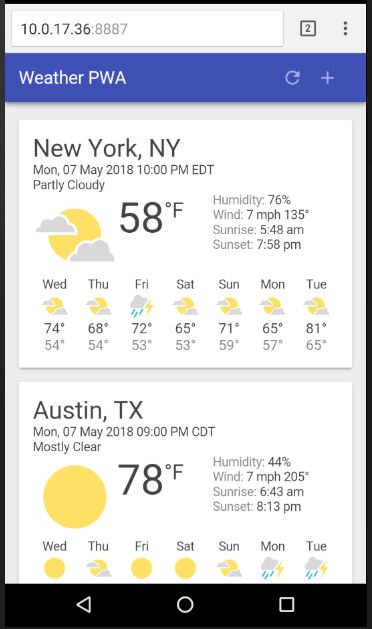 10.0.17.36:8887
2
Weather PWA
New York, NY
Mon, 07 May 2018 10:00 PM EDT
Partly Cloudy
58°F
Humidity: 76%
Wind: 7 mph 135°
Sunrise: 5:48 am
Sunset: 7:58 pm
Wed Thu Fri Sat Sun Mon Tue
74° 68° 72° 65° 71° 65° 81°
54° 54° 53° 53° 59° 57° 65°
Austin, TX
Mon, 07 May 2018 09:00 PM CDT
Mostly Clear
78°F
Humidity: 44%
Wind: 7 mph 205°
Sunrise: 6:43 am
Sunset: 8:13 pm
Wed Thu Fri Sat Sun Mon Tue